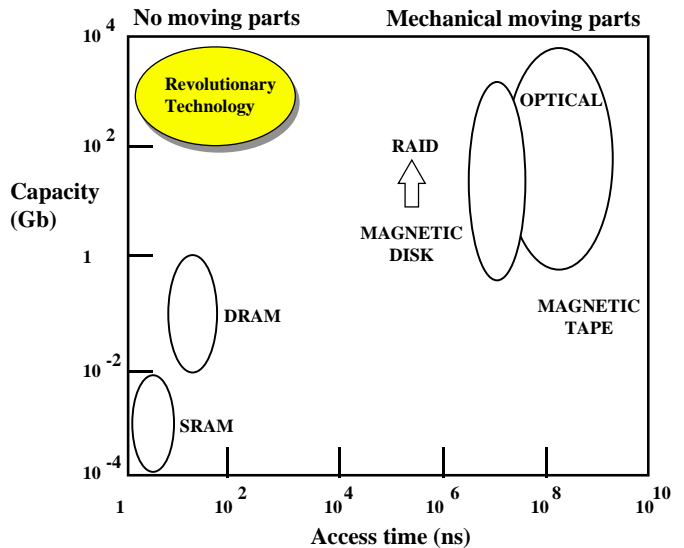 No moving parts
Mechanical moving parts
10 4
Revolutionary
Technology
OPTICAL
10 2
RAID
Capacity
(Gb)
MAGNETIC
DISK
1
MAGNETIC
TAPE
DRAM
10 -2
SRAM
10 -4
1
10 2
10 4
10 6
10 8
10 10
Access time (ns)